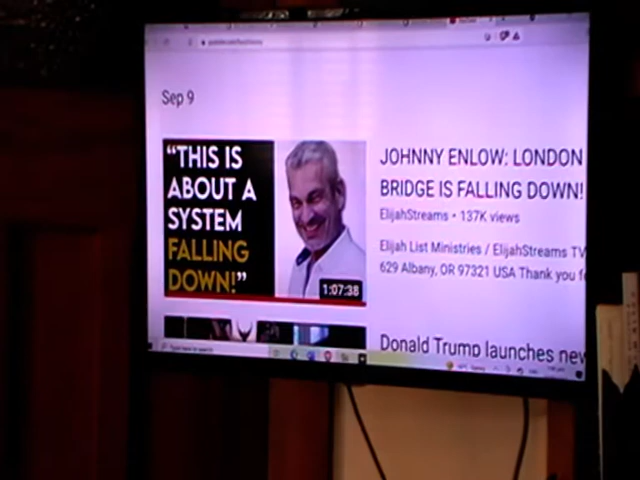 Sep 9
"THIS IS
ABOUT A
SYSTEM
FALLING
DOWN!"
1:07:38
JOHNNY ENLOW: LONDON
BRIDGE IS FALLING DOWN!
ElijahStreams • 137K views
Elijah List Ministries / ElijahStreams TV
629 Albany, OR 97321 USA Thank you f
Donald Trump launches new